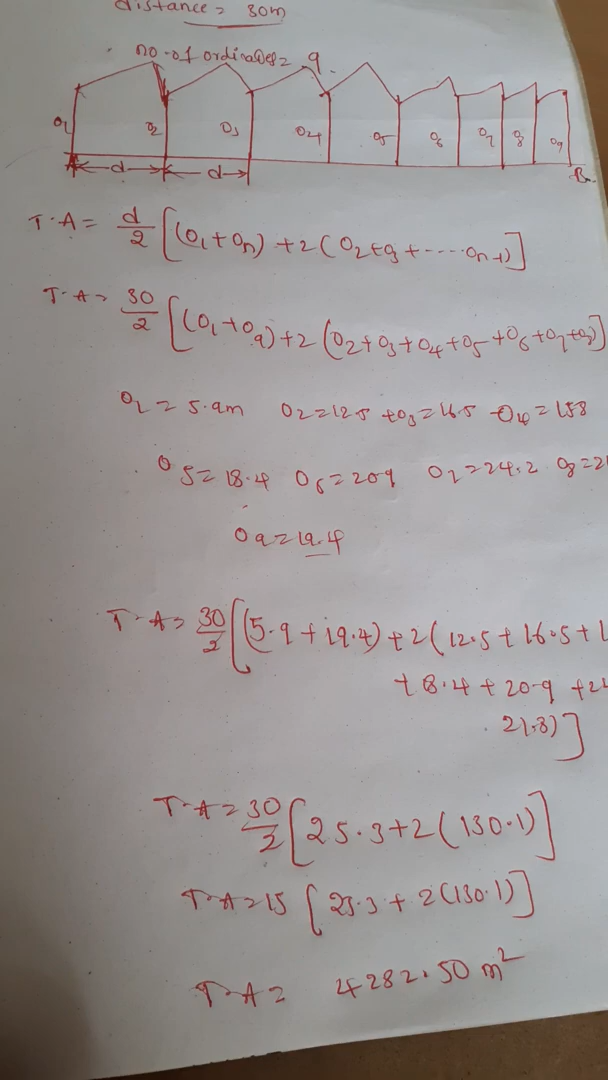 distance = 30m
no-of ordinates = 9
O1 O2 O3 O4 O5 O6 O7 8 O9
d d B
T.A = d/2 [(O1 + On) + 2 (O2 + O3 + ----- On-1)]
T.A = 30/2 [(O1 + O9) + 2 (O2 + O3 + O4 + O5 + O6 + O7 + O8)]
O1 = 5.9m O2 = 12.5 + O3 = 16.5 - O4 = 15.8
O5 = 18.4 O6 = 20.9 O7 = 24.2 O8 = 21
O9 = 19.4
T.A = 30/2 [(5.9 + 19.4) + 2 (12.5 + 16.5 + 1
+ 8.4 + 20.9 + 24
21.8)]
T.A = 30/2 [25.3 + 2 (130.1)]
T.A = 15 [25.3 + 2 (130.1)]
T.A = 4282.50 m²